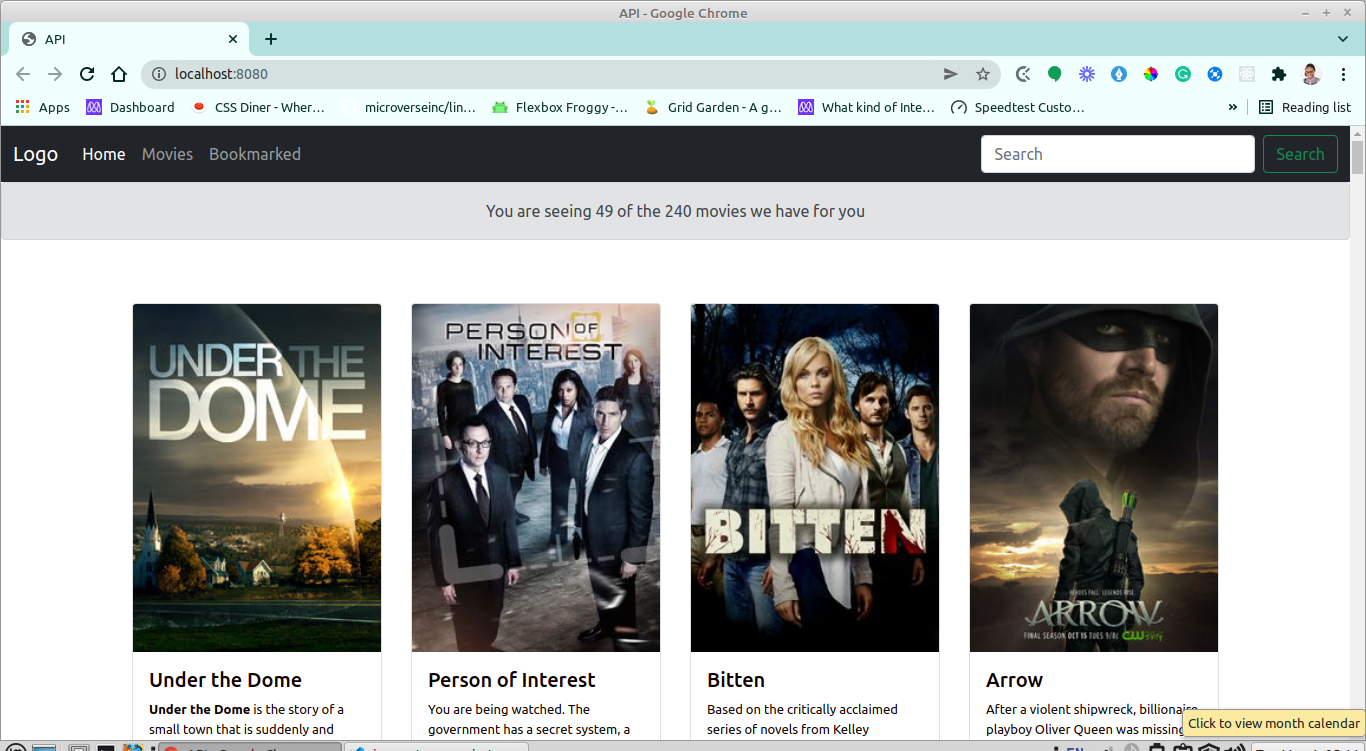 API - Google Chrome
API
localhost:8080
Apps
Dashboard
CSS Diner - Wher...
microverseinc/lin...
Flexbox Froggy -...
Grid Garden - A g...
What kind of Inte...
Speedtest Custo...
»
Reading list
Logo
Home
Movies
Bookmarked
Search
Search
You are seeing 49 of the 240 movies we have for you
UNDER THE
DOME
PERSON OF
INTEREST
BITTEN
HEROES FALL. LEGENDS RISE.
ARROW
FINAL SEASON OCT 15 TUES 9/8c CW
Under the Dome
Under the Dome is the story of a
small town that is suddenly and
Person of Interest
You are being watched. The
government has a secret system, a
Bitten
Based on the critically acclaimed
series of novels from Kelley
Arrow
After a violent shipwreck, billionaire
playboy Oliver Queen was missing
Click to view month calendar